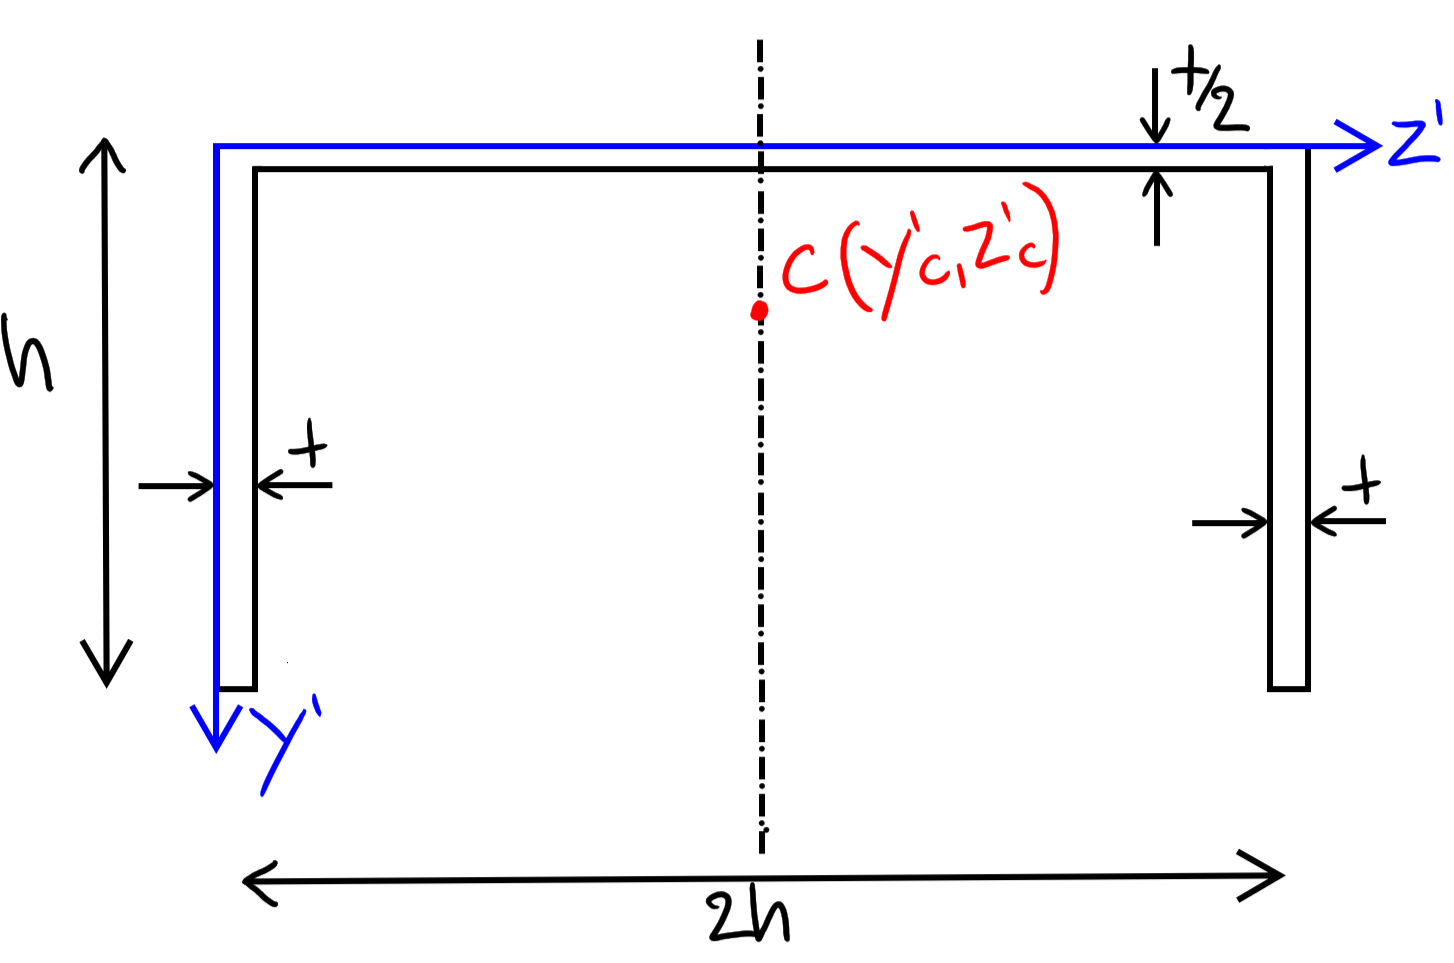 t/2
z'
C(y'c, z'c)
h
t
t
y'
2h